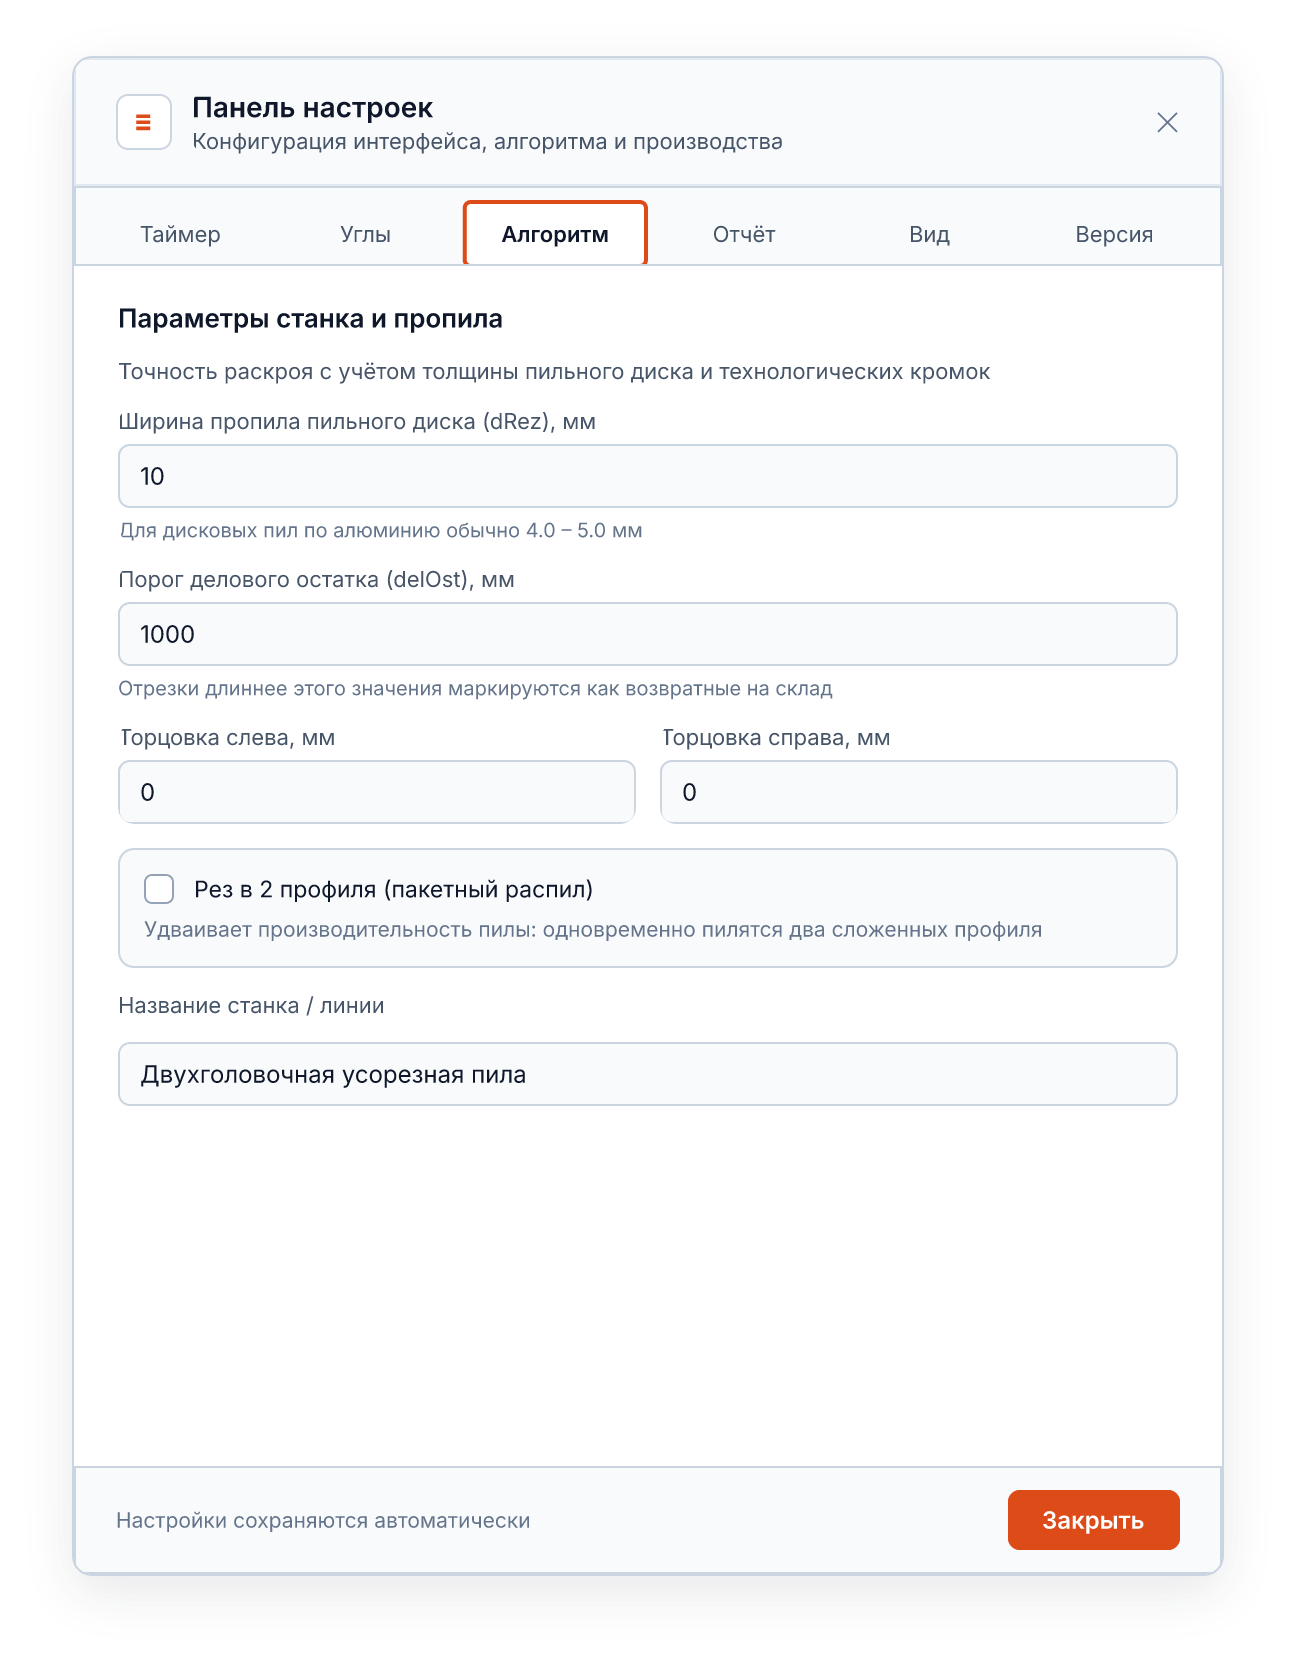 Панель настроек
Конфигурация интерфейса, алгоритма и производства
Таймер Углы Алгоритм Отчёт Вид Версия
Параметры станка и пропила
Точность раскроя с учётом толщины пильного диска и технологических кромок
Ширина пропила пильного диска (dRez), мм
10
Для дисковых пил по алюминию обычно 4.0 – 5.0 мм
Порог делового остатка (delOst), мм
1000
Отрезки длиннее этого значения маркируются как возвратные на склад
Торцовка слева, мм Торцовка справа, мм
0 0
Рез в 2 профиля (пакетный распил)
Удваивает производительность пилы: одновременно пилятся два сложенных профиля
Название станка / линии
Двухголовочная усорезная пила
Настройки сохраняются автоматически Закрыть